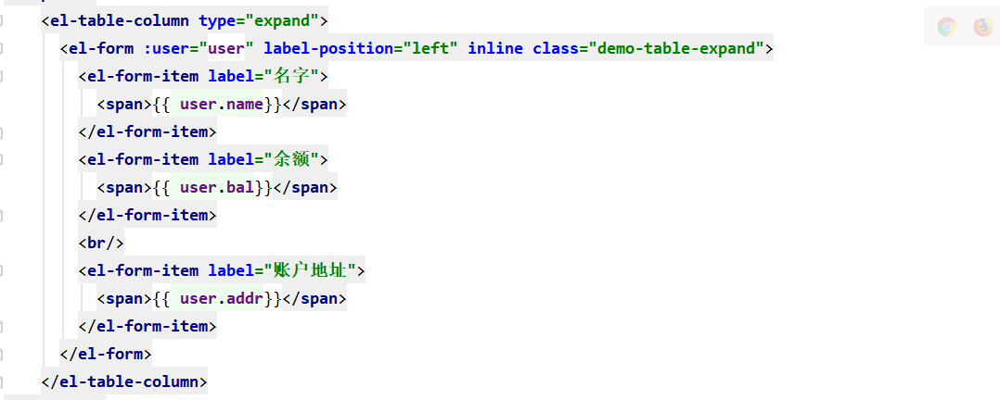 <el-table-column type="expand">
<el-form :user="user" label-position="left" inline class="demo-table-expand">
<el-form-item label="名字">
<span>{{ user.name}}</span>
</el-form-item>
<el-form-item label="余额">
<span>{{ user.bal}}</span>
</el-form-item>
<br/>
<el-form-item label="账户地址">
<span>{{ user.addr}}</span>
</el-form-item>
</el-form>
</el-table-column>